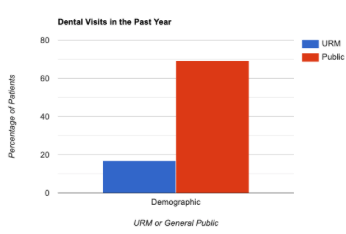 Dental Visits in the Past Year
80
60
40
20
0
Percentage of Patients
Demographic
URM or General Public
URM
Public